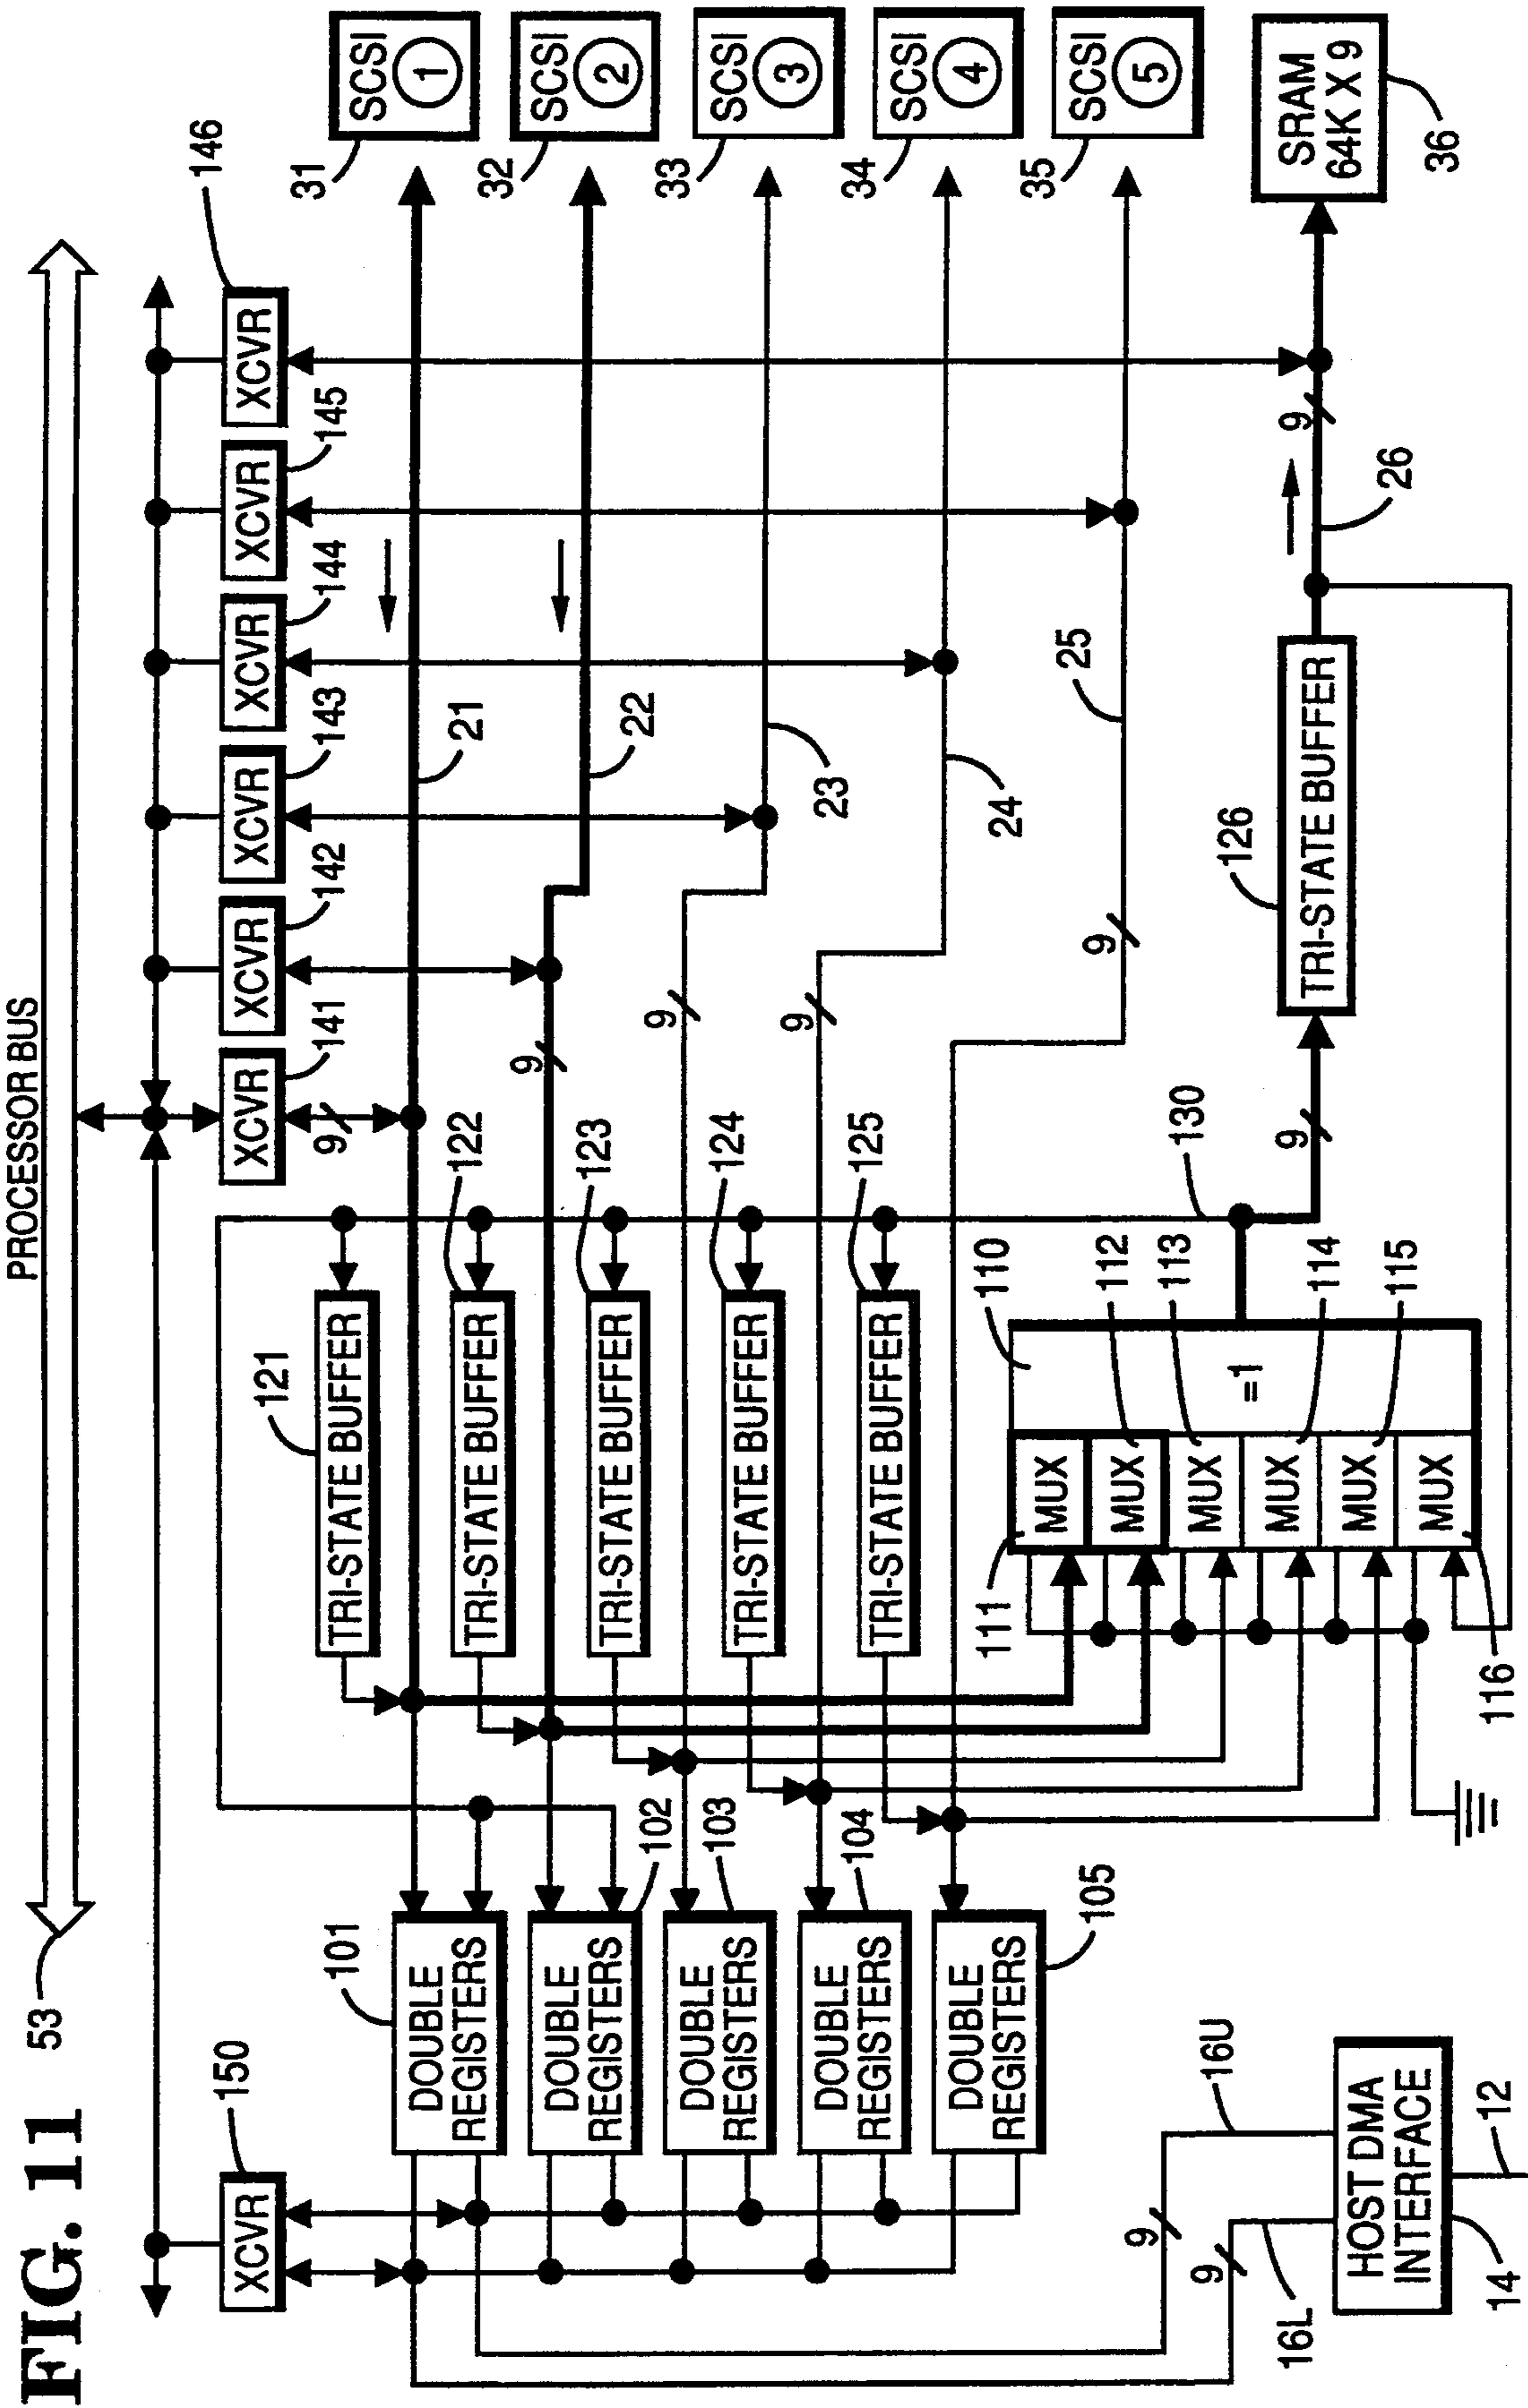 FIG. 11
PROCESSOR BUS
53
150
XCVR
XCVR
XCVR
XCVR
XCVR
XCVR
XCVR
141
142
143
144
145
146
9
101
DOUBLE
REGISTERS
DOUBLE
REGISTERS
102
DOUBLE
REGISTERS
103
DOUBLE
REGISTERS
104
DOUBLE
REGISTERS
105
121
TRI-STATE BUFFER
TRI-STATE BUFFER
122
TRI-STATE BUFFER
123
TRI-STATE BUFFER
124
TRI-STATE BUFFER
125
21
9
22
9
23
9
24
9
25
31
SCSI
1
32
SCSI
2
33
SCSI
3
34
SCSI
4
35
SCSI
5
16U
9
9
16L
HOST DMA
INTERFACE
14
12
111
MUX
MUX
MUX
MUX
MUX
MUX
116
=1
110
112
113
114
115
130
9
126
TRI-STATE BUFFER
26
9
SRAM
64K X 9
36